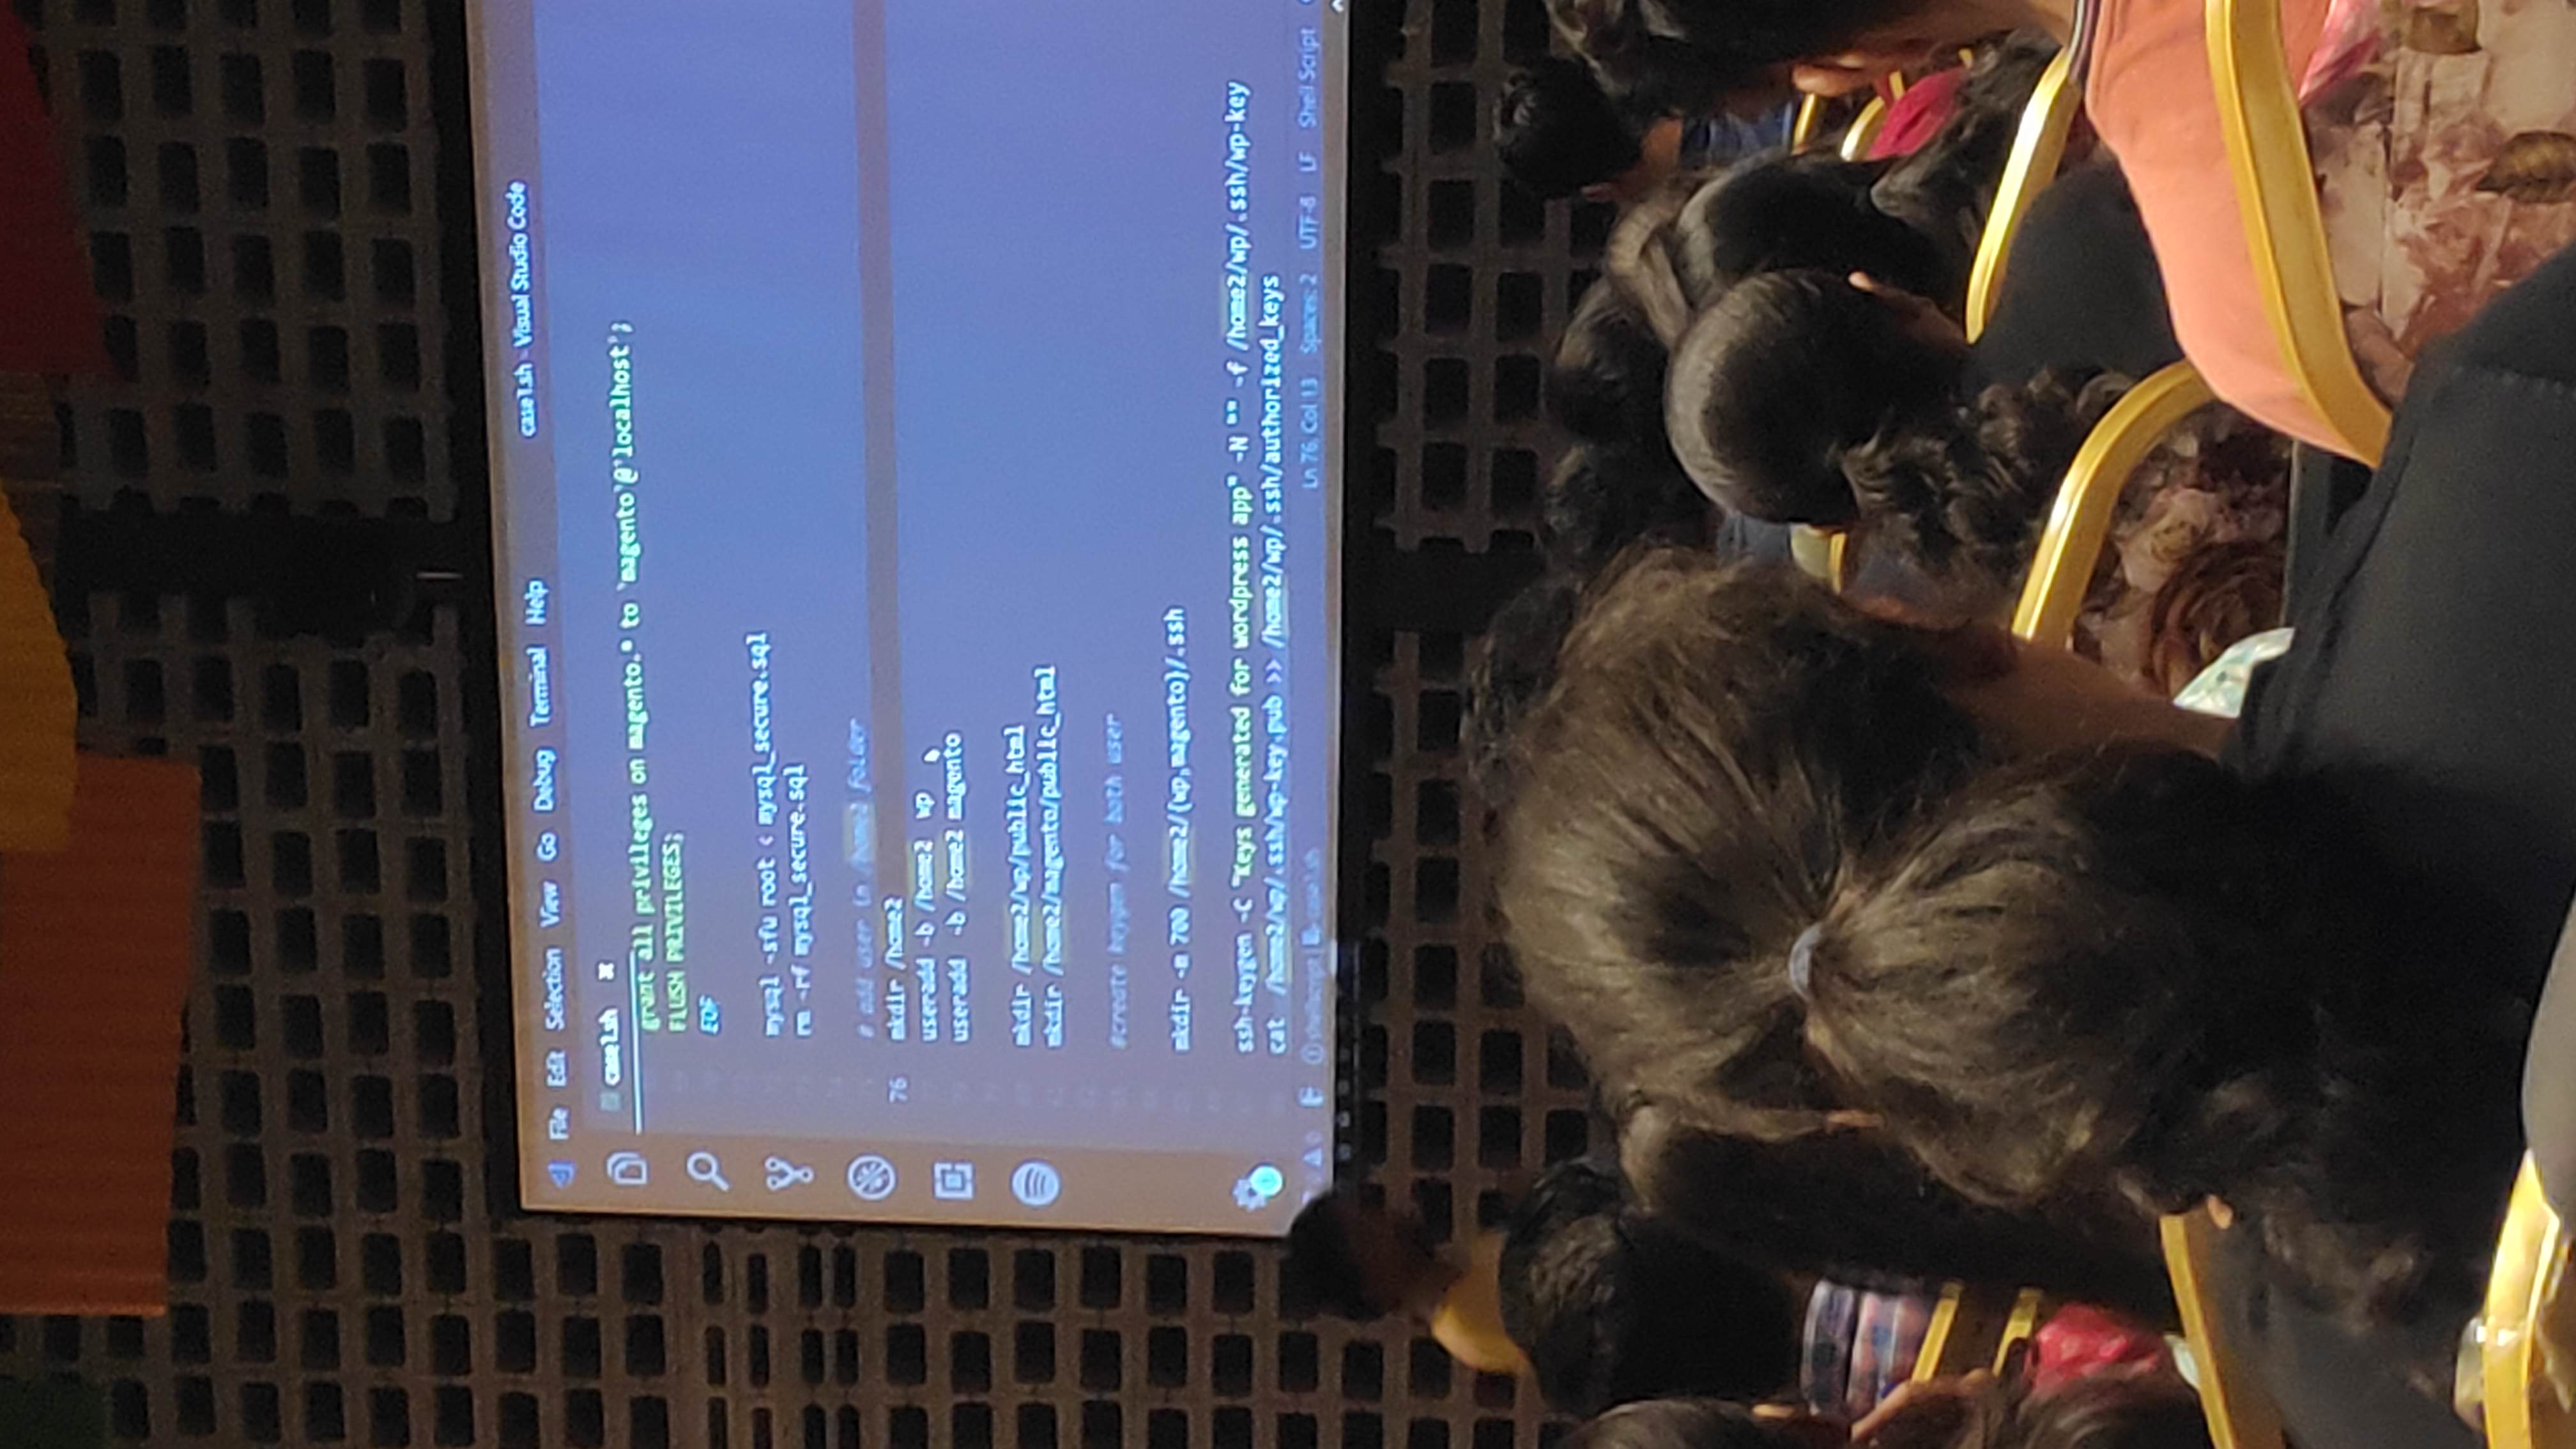 File Edit Selection View Go Debug Terminal Help case1.sh - Visual Studio Code
case1.sh
grant all privileges on magento.* to `magento`@`localhost`;
FLUSH PRIVILEGES;
EOF
mysql -sfu root < mysql_secure.sql
rm -rf mysql_secure.sql
# add user in /home2 folder
76 mkdir /home2
useradd -b /home2 wp
useradd -b /home2 magento
mkdir /home2/wp/public_html
mkdir /home2/magento/public_html
#create keygen for both user
mkdir -m 700 /home2/{wp,magento}/.ssh
ssh-keygen -C "Keys generated for wordpress app" -N "" -f /home2/wp/.ssh/wp-key
cat /home2/wp/.ssh/wp-key.pub >> /home2/wp/.ssh/authorized_keys
shellscript | case1.sh Ln 76, Col 13 Spaces: 2 UTF-8 LF Shell Script